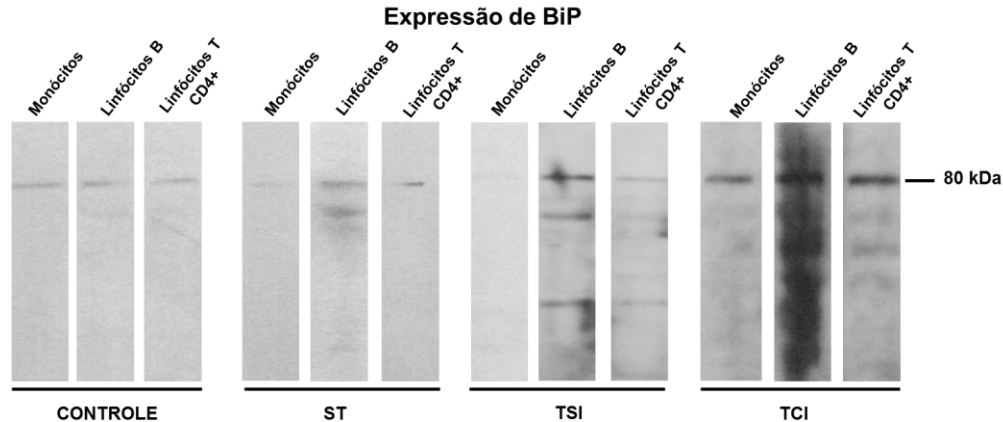 Expressão de BiP
Monócitos
Linfócitos B
Linfócitos T
CD4+
Monócitos
Linfócitos B
Linfócitos T
CD4+
Monócitos
Linfócitos B
Linfócitos T
CD4+
Monócitos
Linfócitos B
Linfócitos T
CD4+
80 kDa
CONTROLE
ST
TSI
TCI